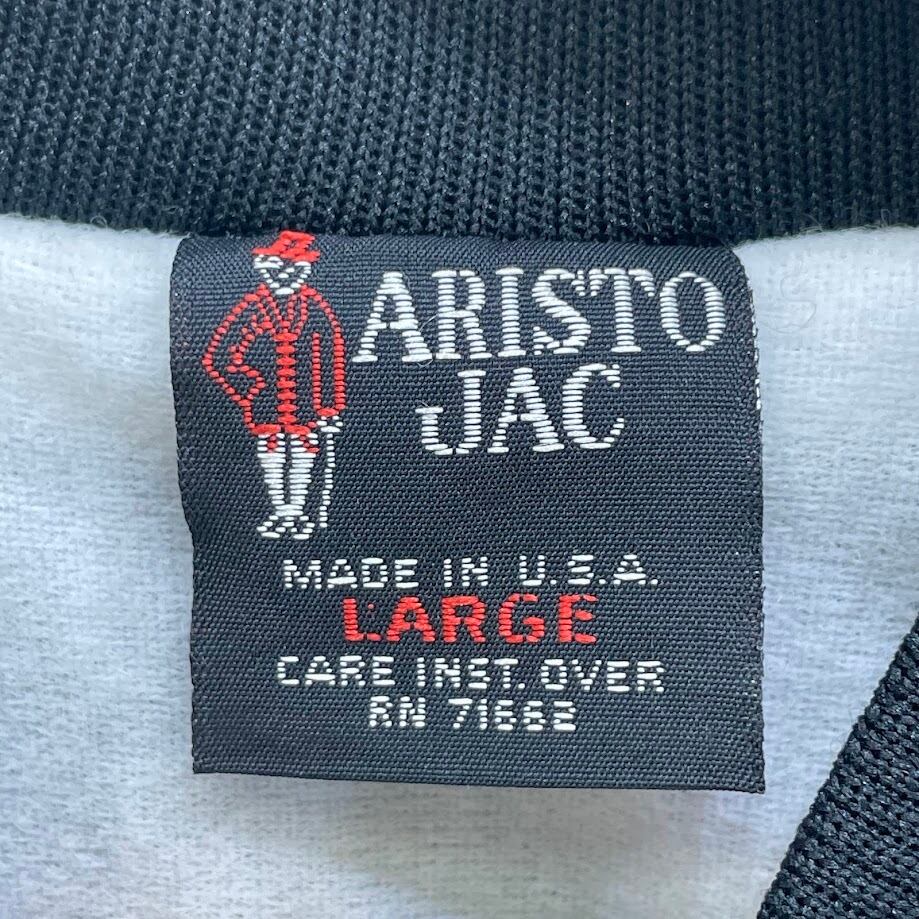 ARISTO
JAC
MADE IN U.S.A.
LARGE
CARE INST. OVER
RN 71662